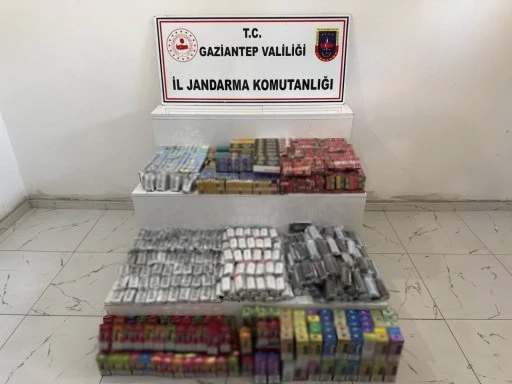 T.C.
GAZİANTEP VALİLİĞİ
İL JANDARMA KOMUTANLIĞI